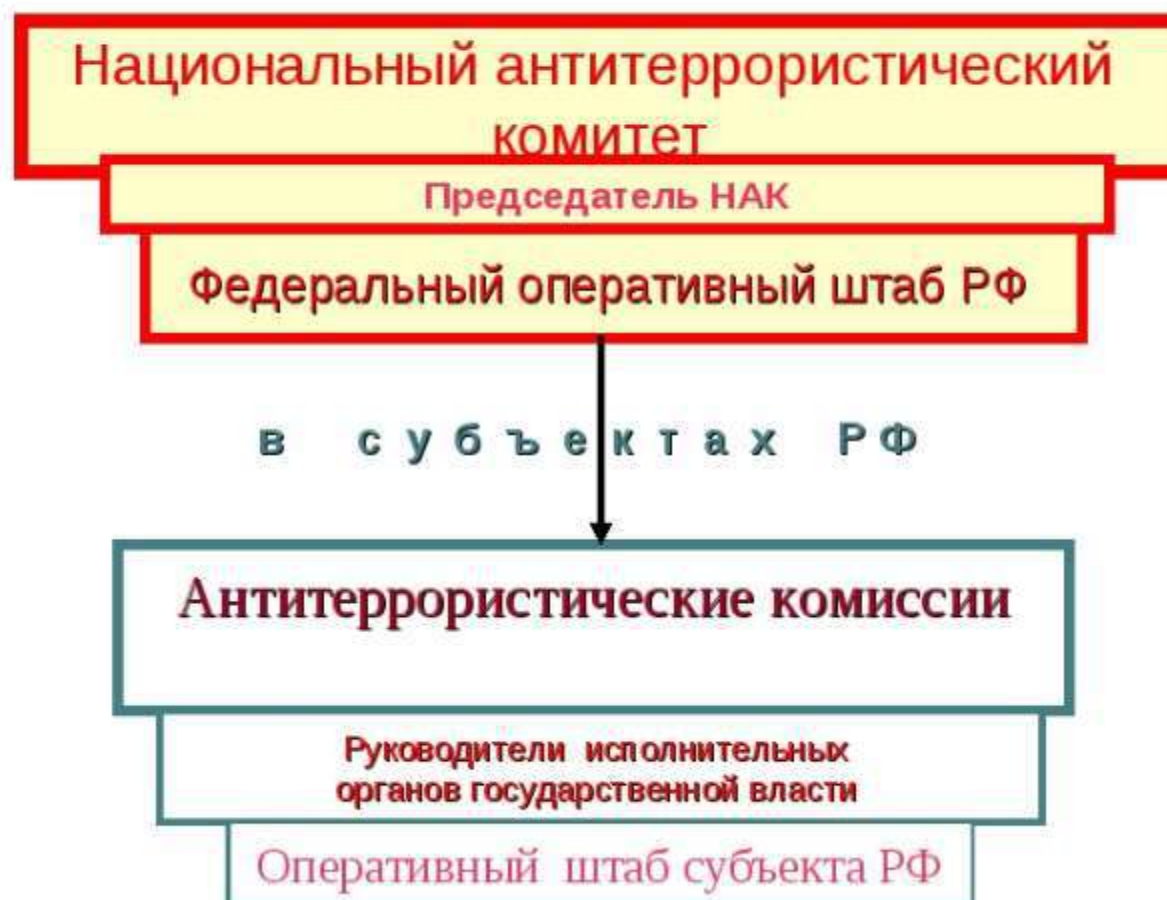 Национальный антитеррористический
комитет
Председатель НАК
Федеральный оперативный штаб РФ
в субъектах РФ
Антитеррористические комиссии
Руководители исполнительных
органов государственной власти
Оперативный штаб субъекта РФ